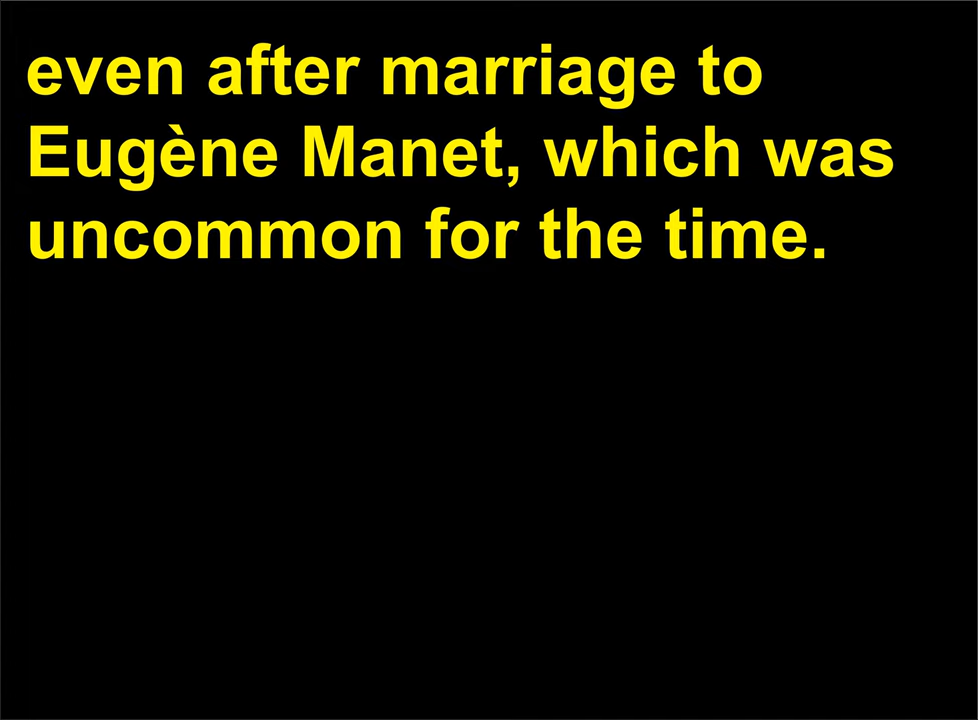 even after marriage to
Eugène Manet, which was
uncommon for the time.